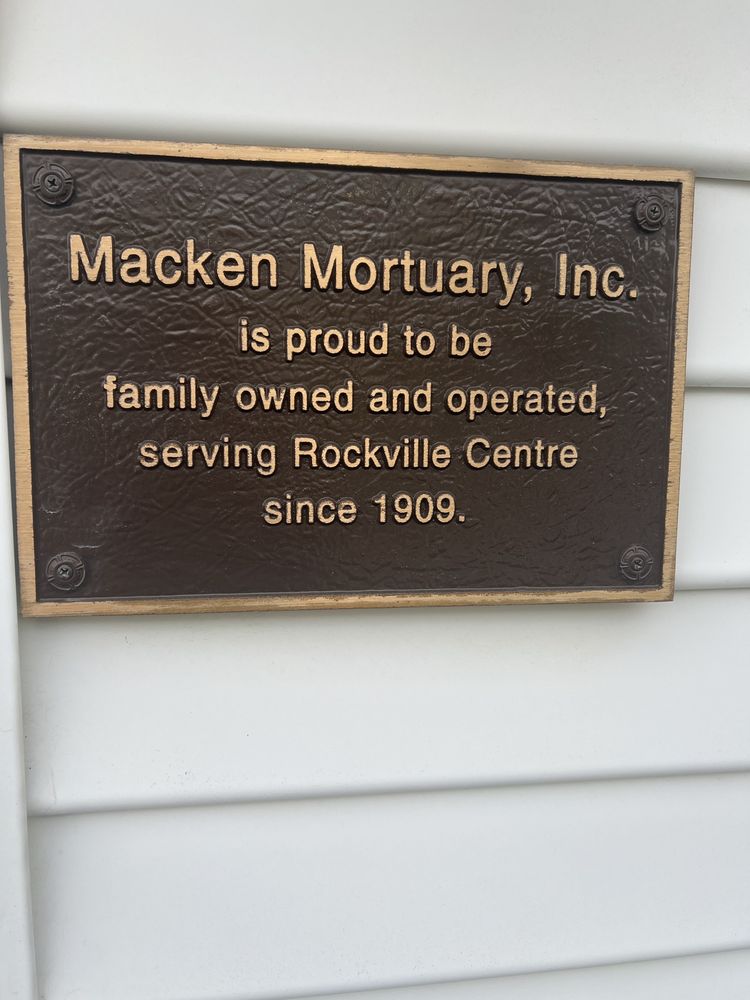 Macken Mortuary, Inc.
is proud to be
family owned and operated,
serving Rockville Centre
since 1909.